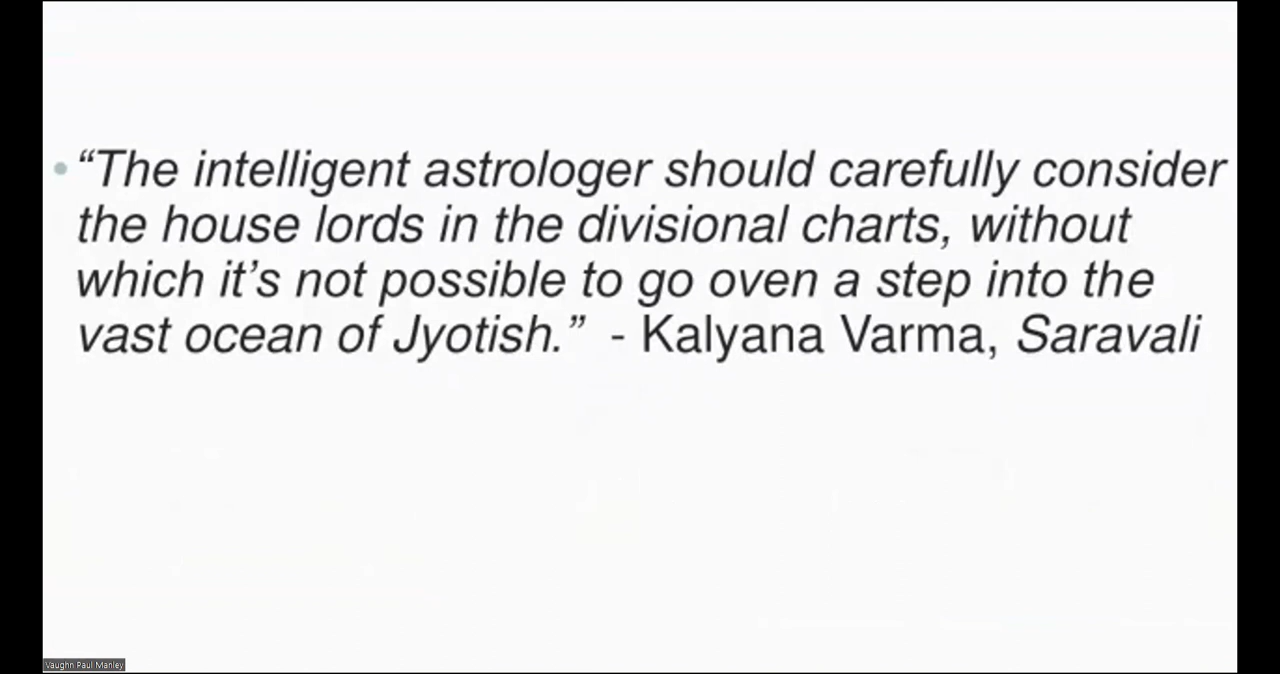 • “The intelligent astrologer should carefully consider
the house lords in the divisional charts, without
which it’s not possible to go oven a step into the
vast ocean of Jyotish.” - Kalyana Varma, Saravali
Vaughn Paul Manley